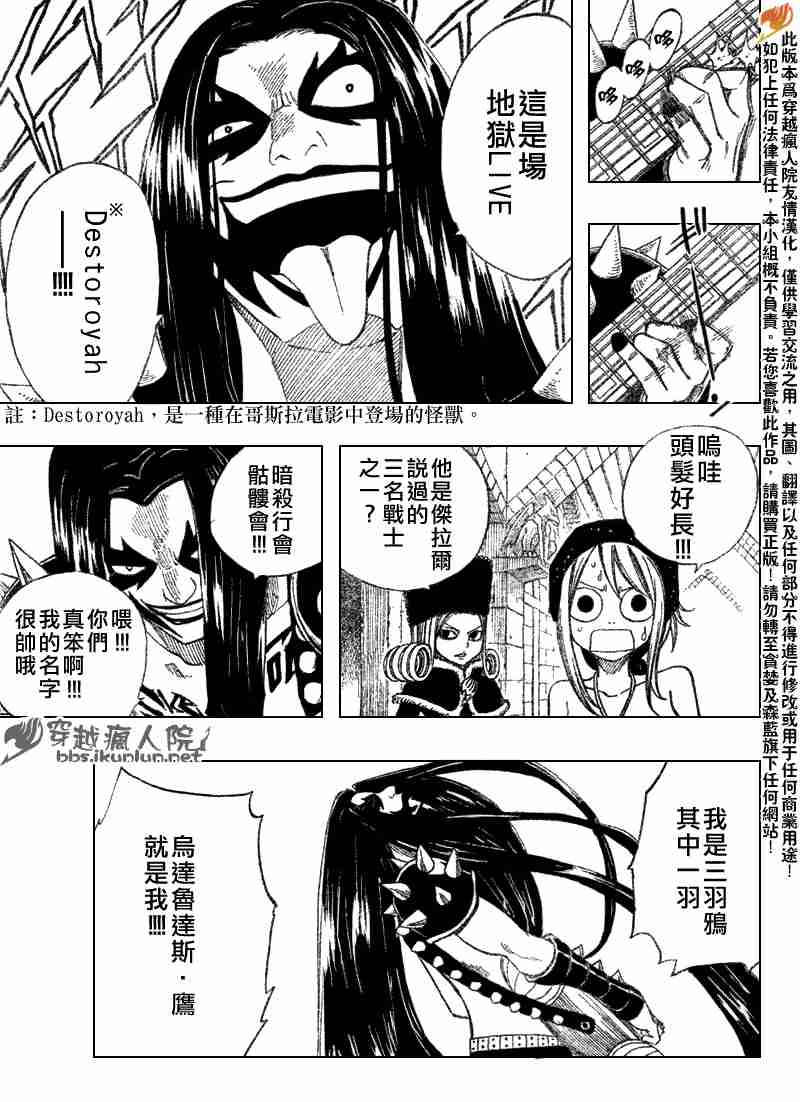 哆
哆
哆
這是場
地獄LIVE
※
Destoroyah
——!!!!
註：Destoroyah，是一種在哥斯拉電影中登場的怪獸。
嗚哇
頭髮好長!!!
他是傑拉爾
說過的
三名戰士
之一?
暗殺行會
骷髏會!!!
喂!!!
你們
真笨啊!!!
我的名字
很帥哦
我是三羽鴉
其中一羽
烏達魯達斯·鷹
就是我!!!!
穿越瘋人院
bbs.ikunlun.net
此版本爲穿越瘋人院友情漢化，僅供學習交流之用，其圖、翻譯以及任何部分不得進行修改或用于任何商業用途！
如犯上任何法律責任，本小組概不負責。若您喜歡此作品，請購買正版！請勿轉至貪婪及森藍旗下任何網站！